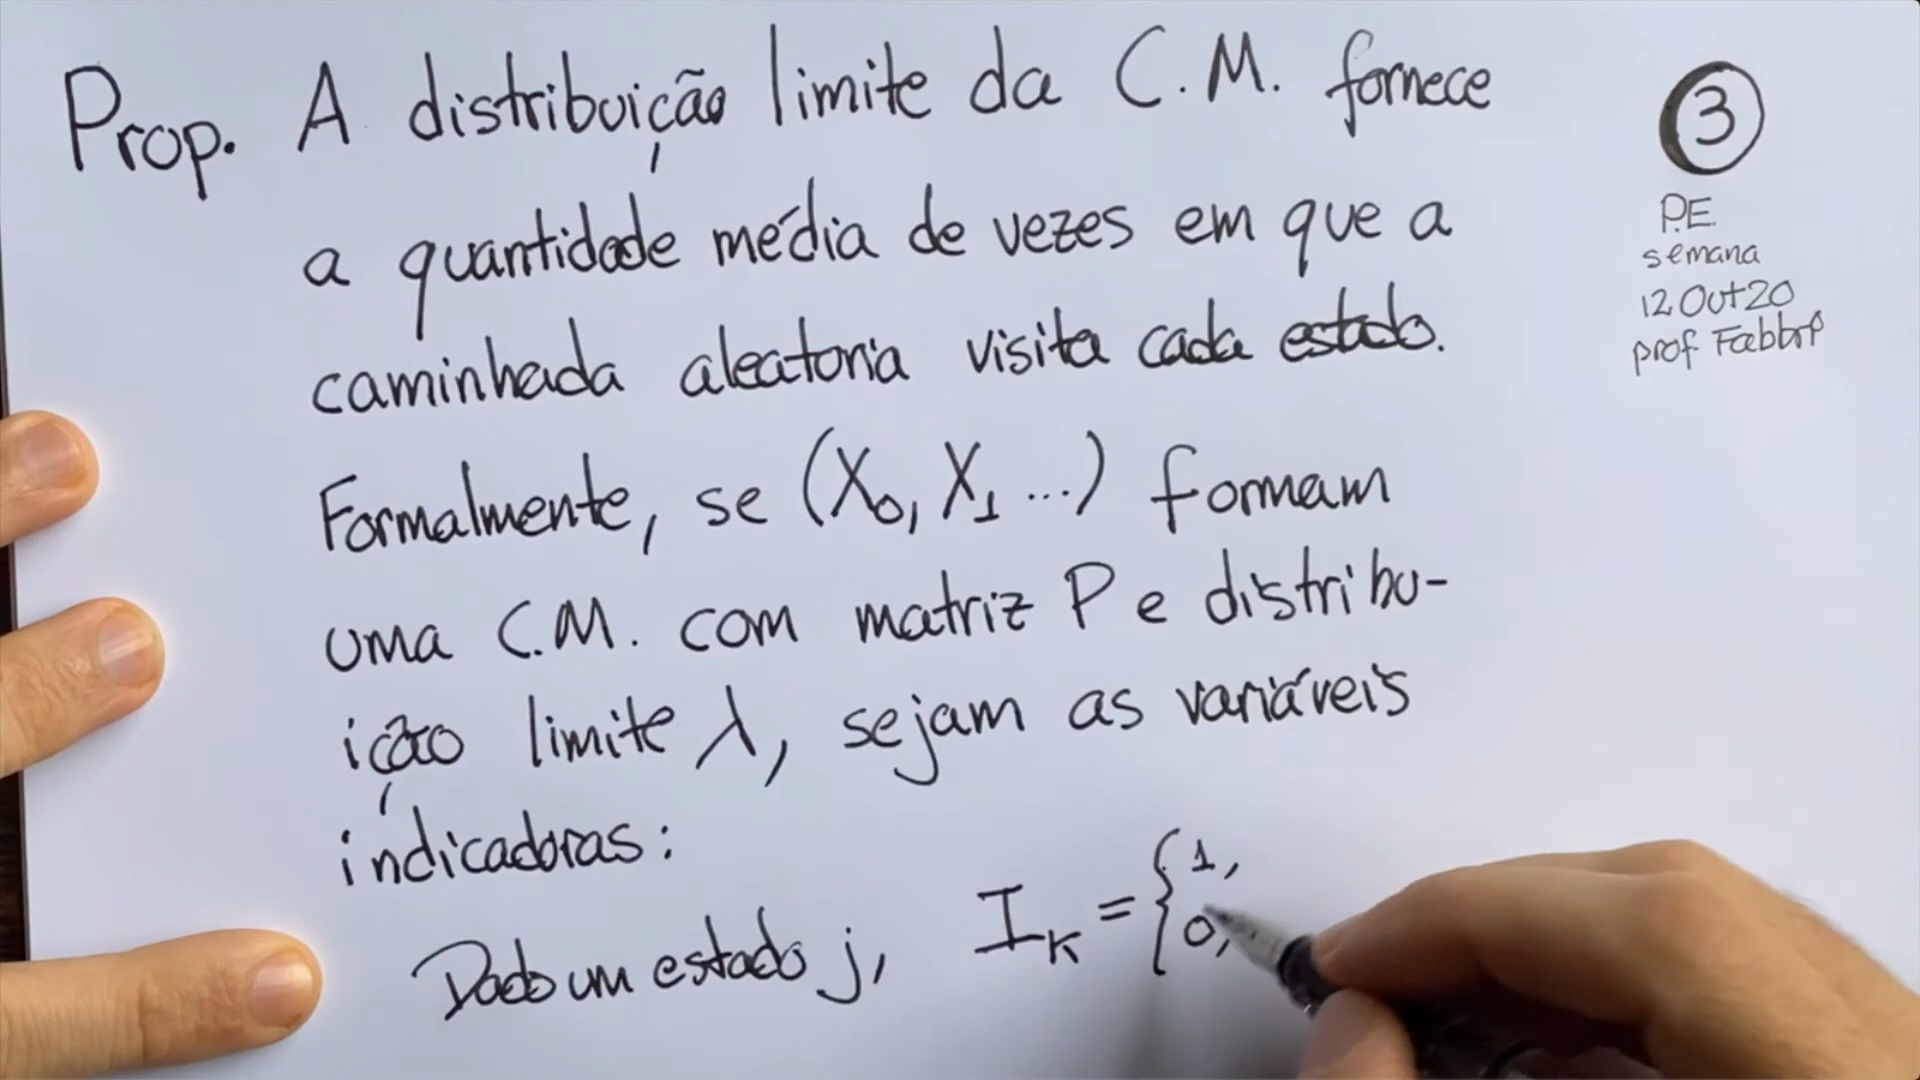 Prop. A distribuição limite da C.M. fornece
a quantidade média de vezes em que a
caminhada aleatoria visita cada estado.
Formalmente, se (X₀, X₁ ...) formam
uma C.M. com matriz P e distribu-
ição limite λ, sejam as variáveis
indicadoras:
Dado um estado j, I_K = { 1,
0,
3
P.E.
semana
12 Out 20
prof